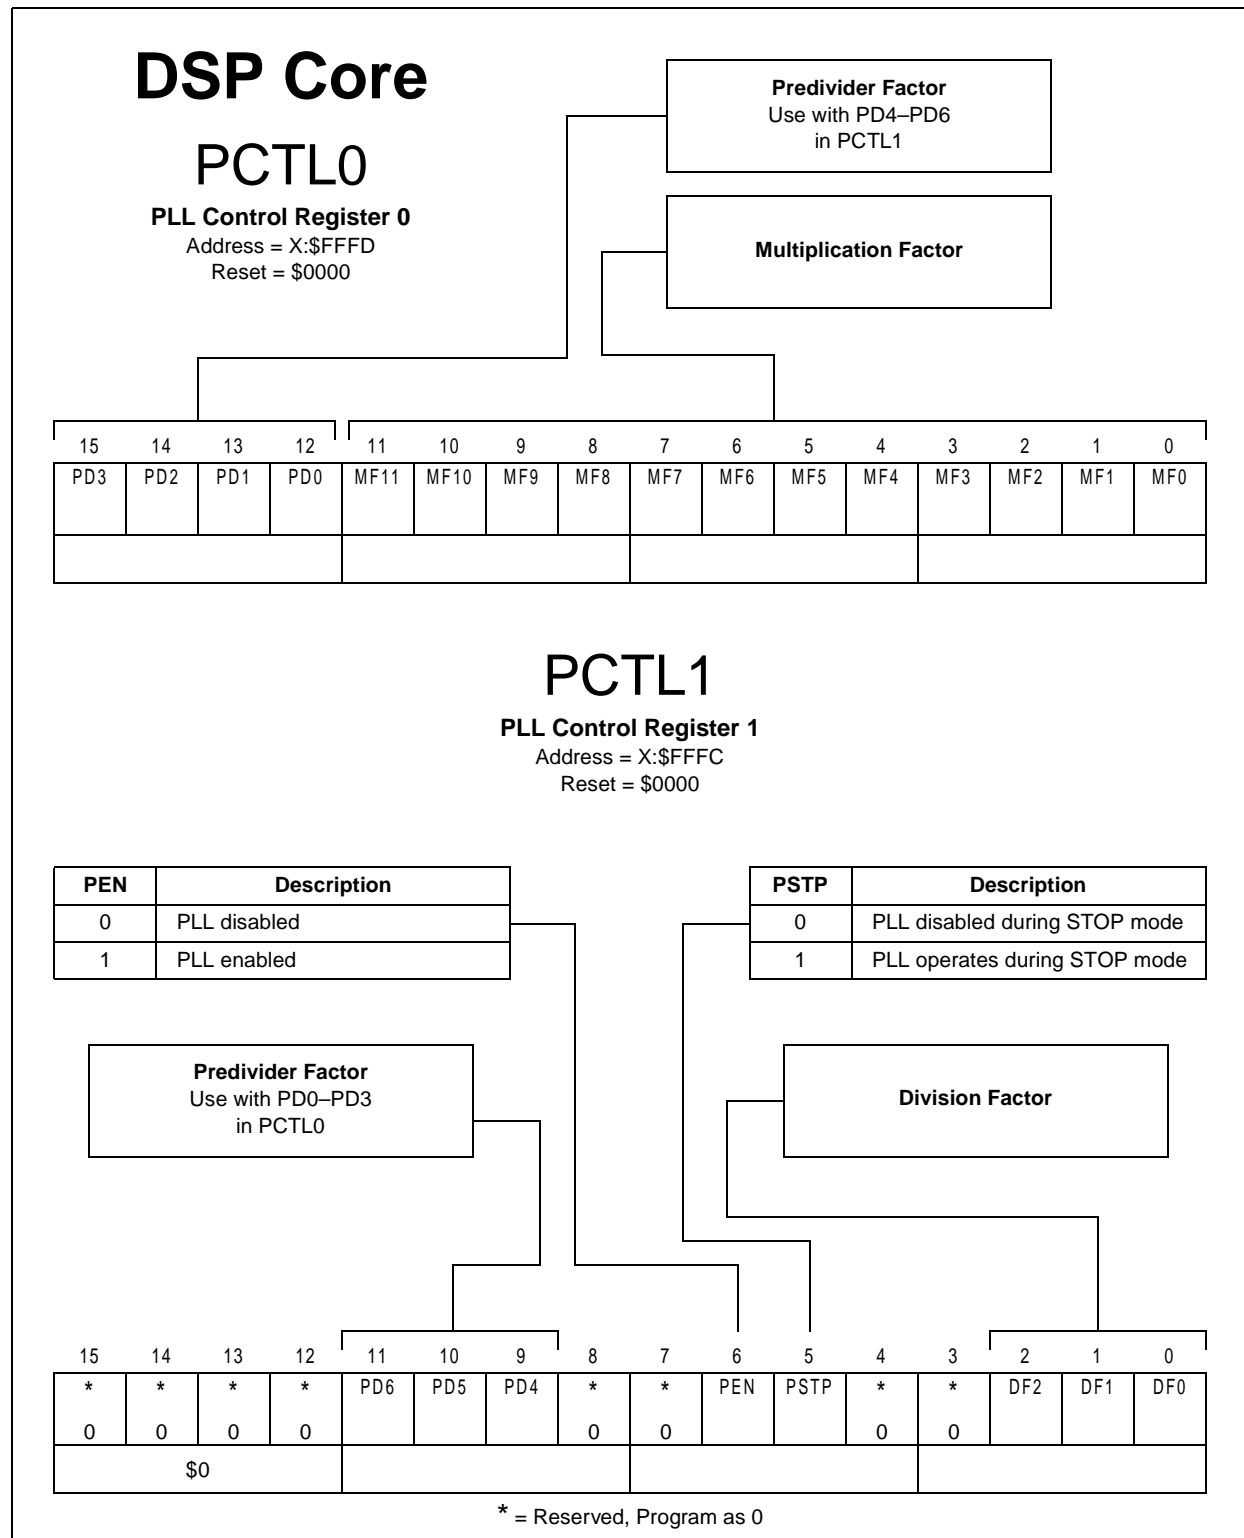 DSP Core
PCTL0
PLL Control Register 0
Address = X:$FFFD
Reset = $0000
Predivider Factor
Use with PD4–PD6
in PCTL1
Multiplication Factor
15 14 13 12 11 10 9 8 7 6 5 4 3 2 1 0
PD3 PD2 PD1 PD0 MF11 MF10 MF9 MF8 MF7 MF6 MF5 MF4 MF3 MF2 MF1 MF0
PCTL1
PLL Control Register 1
Address = X:$FFFC
Reset = $0000
PEN Description
0 PLL disabled
1 PLL enabled
PSTP Description
0 PLL disabled during STOP mode
1 PLL operates during STOP mode
Predivider Factor
Use with PD0–PD3
in PCTL0
Division Factor
15 14 13 12 11 10 9 8 7 6 5 4 3 2 1 0
* * * * PD6 PD5 PD4 * * PEN PSTP * * DF2 DF1 DF0
0 0 0 0 0 0 0 0
$0
* = Reserved, Program as 0